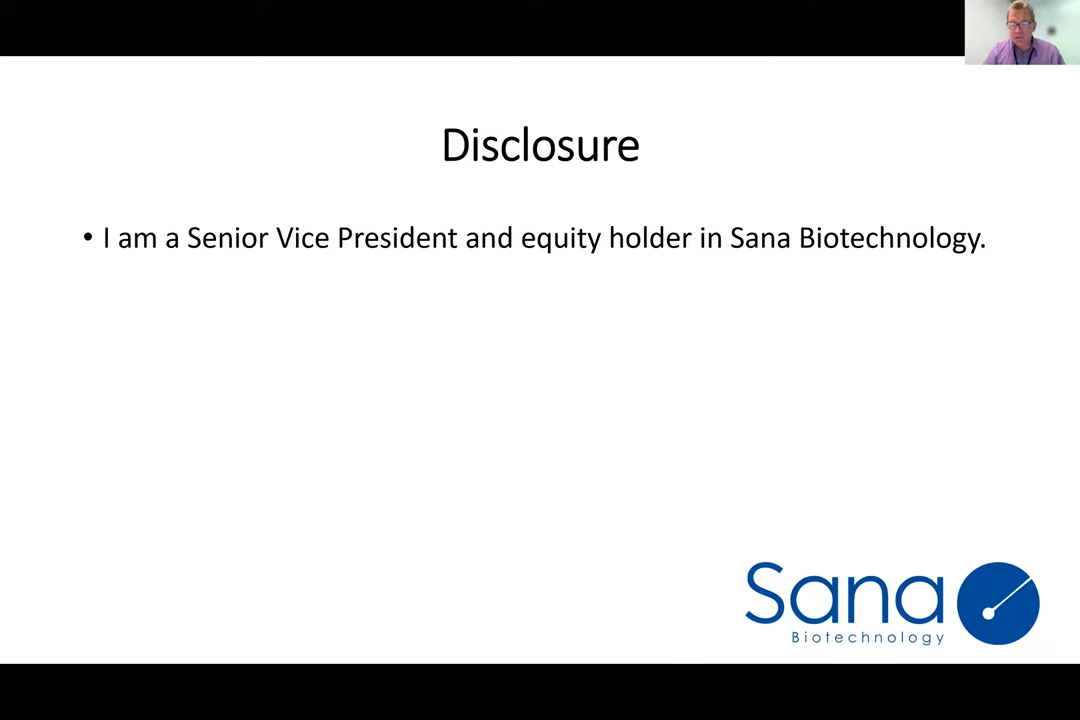 Disclosure
• I am a Senior Vice President and equity holder in Sana Biotechnology.
Sana
Biotechnology